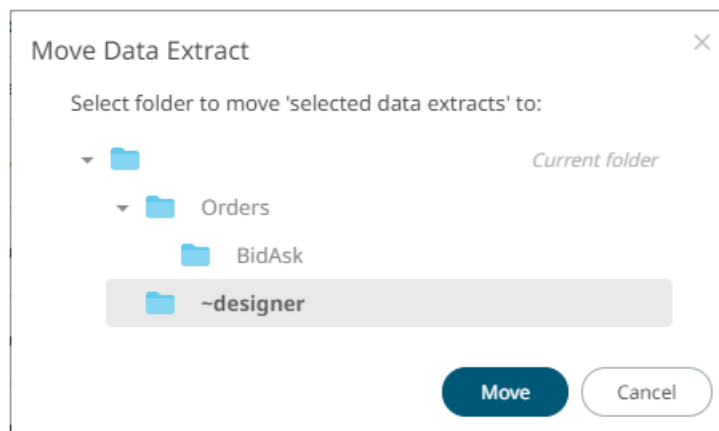 Move Data Extract
Select folder to move 'selected data extracts' to:
Current folder
Orders
BidAsk
~designer
Move Cancel